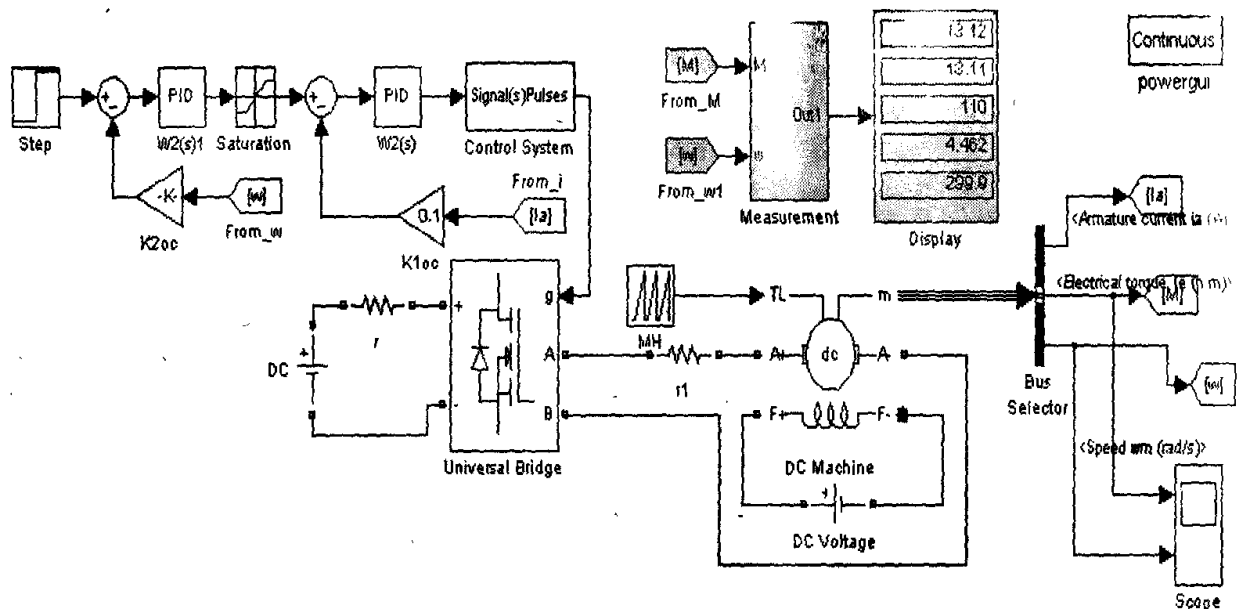 Step
+
-
PID
W2(s)1
Saturation
+
-
PID
W2(s)
Signal(s)Pulses
Control System
-K-
K2oc
[w]
From_w
0.1
K1oc
From_i
[Ia]
[M]
From_M
[w]
From_w1
M
w
Out1
Measurement
13.12
13.11
110
4.462
299.9
Display
Continuous
powergui
<Armature current ia
[Ia]
<Electrical torque
[M]
[w]
<Speed wm (rad/s)>
Bus
Selector
Scope
DC
+
r
+
-
g
A
B
Universal Bridge
MH
r1
TL
m
A+
dc
A-
F+
F-
DC Machine
+
DC Voltage